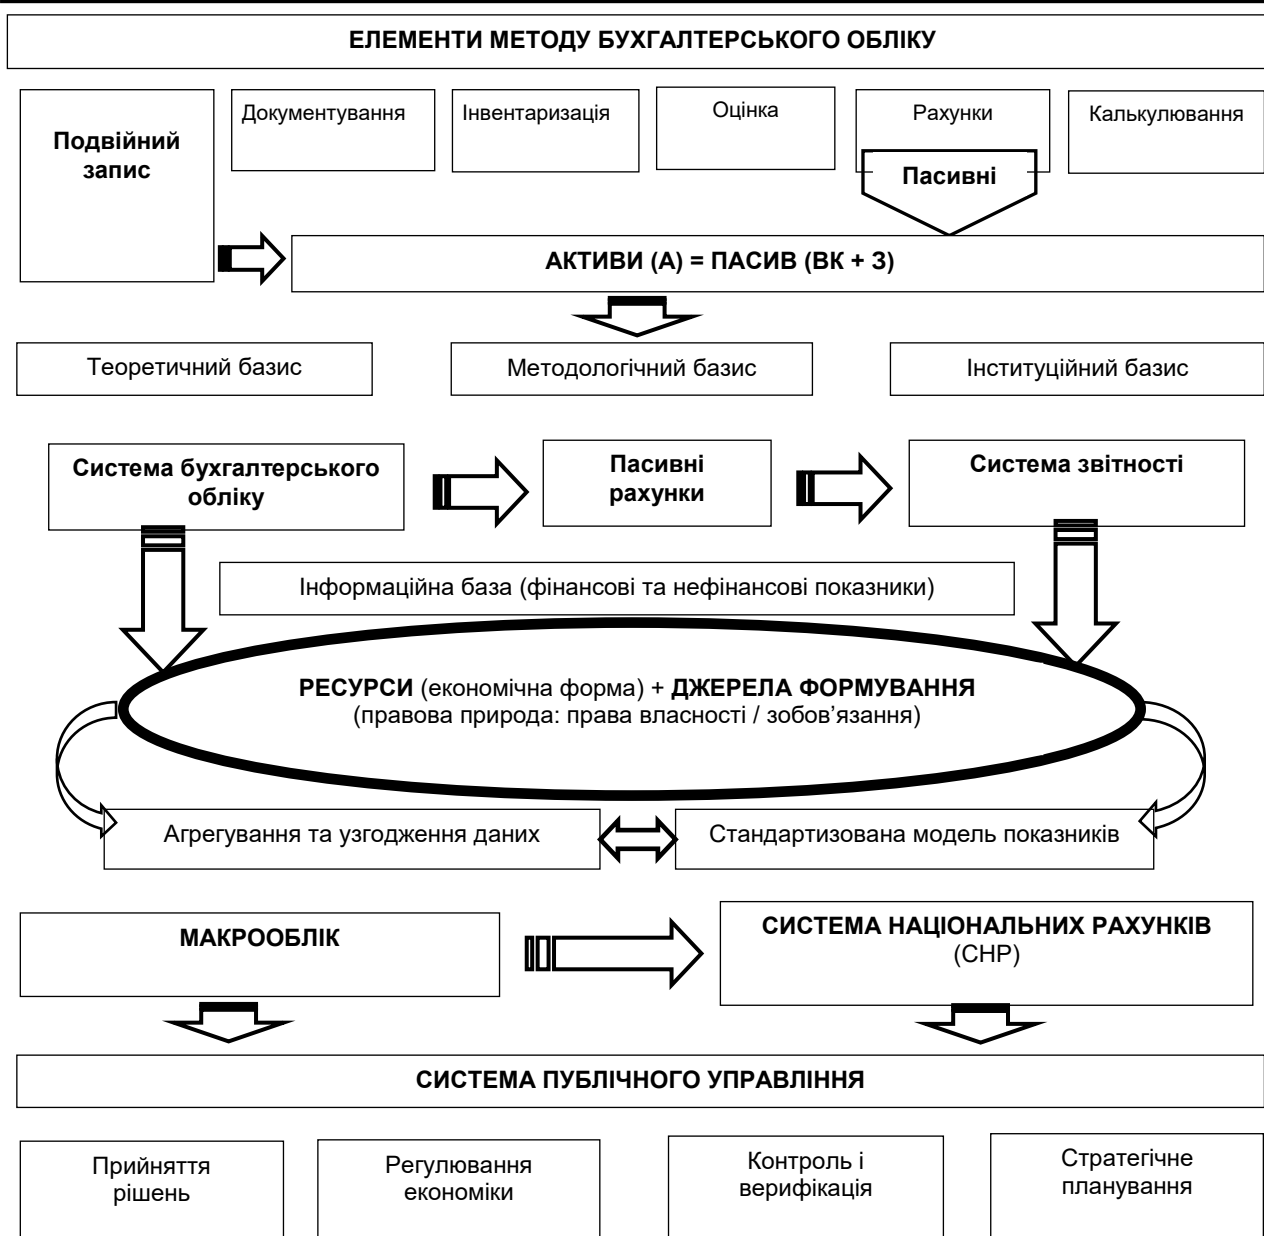 ЕЛЕМЕНТИ МЕТОДУ БУХГАЛТЕРСЬКОГО ОБЛІКУ
Подвійний
запис
Документування
Інвентаризація
Оцінка
Рахунки
Калькулювання
Пасивні
АКТИВИ (А) = ПАСИВ (ВК + З)
Теоретичний базис
Методологічний базис
Інституційний базис
Система бухгалтерського
обліку
Пасивні
рахунки
Система звітності
Інформаційна база (фінансові та нефінансові показники)
РЕСУРСИ (економічна форма) + ДЖЕРЕЛА ФОРМУВАННЯ
(правова природа: права власності / зобов’язання)
Агрегування та узгодження даних
Стандартизована модель показників
МАКРООБЛІК
СИСТЕМА НАЦІОНАЛЬНИХ РАХУНКІВ
(СНР)
СИСТЕМА ПУБЛІЧНОГО УПРАВЛІННЯ
Прийняття
рішень
Регулювання
економіки
Контроль і
верифікація
Стратегічне
планування